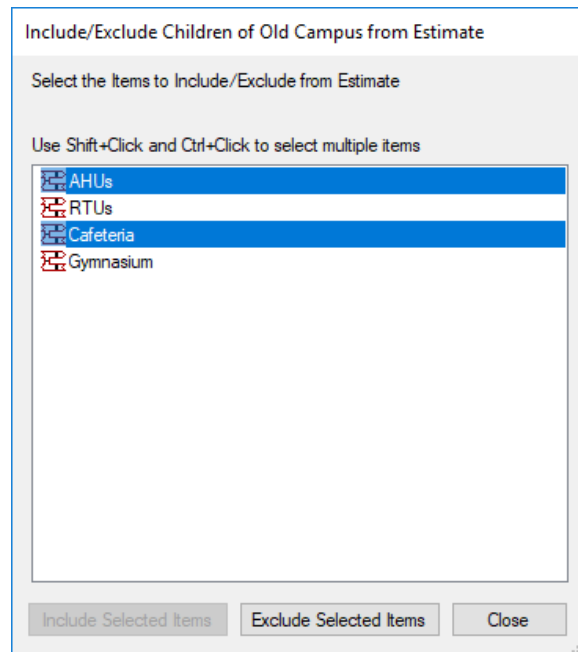 Include/Exclude Children of Old Campus from Estimate
Select the Items to Include/Exclude from Estimate
Use Shift+Click and Ctrl+Click to select multiple items
AHUs
RTUs
Cafeteria
Gymnasium
Include Selected Items Exclude Selected Items Close